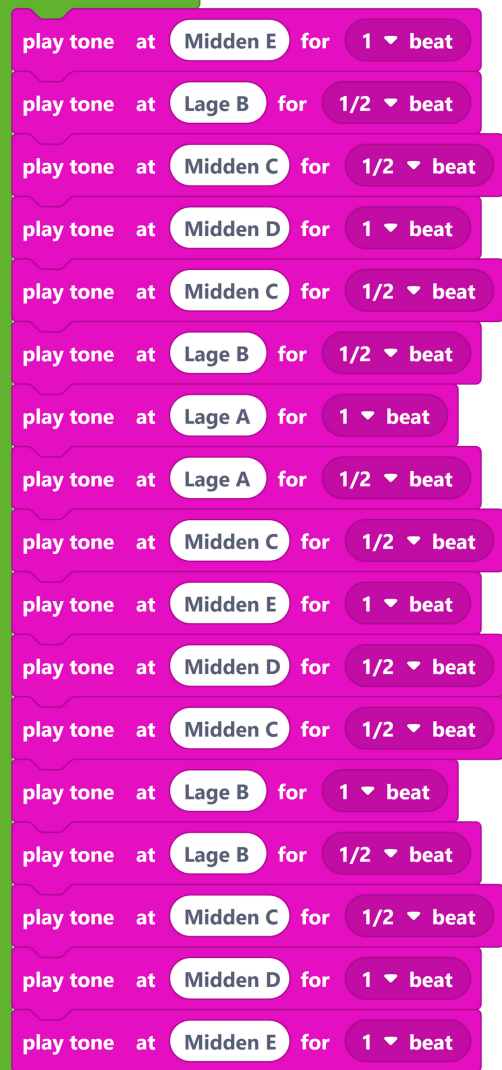 play tone at Midden E for 1 beat
play tone at Lage B for 1/2 beat
play tone at Midden C for 1/2 beat
play tone at Midden D for 1 beat
play tone at Midden C for 1/2 beat
play tone at Lage B for 1/2 beat
play tone at Lage A for 1 beat
play tone at Lage A for 1/2 beat
play tone at Midden C for 1/2 beat
play tone at Midden E for 1 beat
play tone at Midden D for 1/2 beat
play tone at Midden C for 1/2 beat
play tone at Lage B for 1 beat
play tone at Lage B for 1/2 beat
play tone at Midden C for 1/2 beat
play tone at Midden D for 1 beat
play tone at Midden E for 1 beat